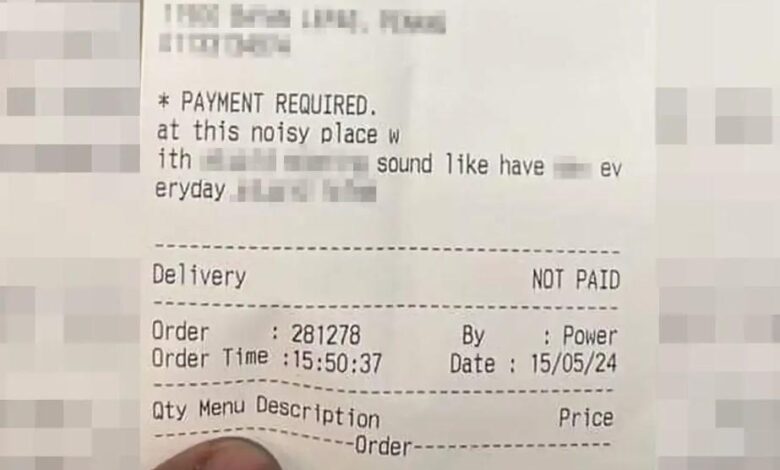 * PAYMENT REQUIRED.
at this noisy place w
ith sound like have ev
eryday
Delivery NOT PAID
Order : 281278 By : Power
Order Time :15:50:37 Date : 15/05/24
Qty Menu Description Price
Order